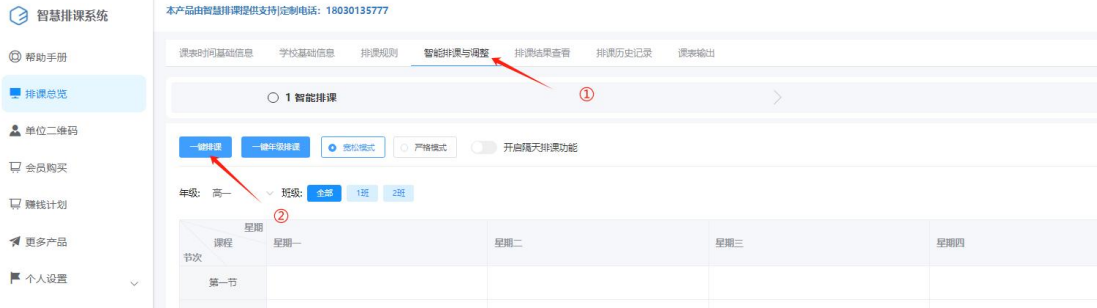 智慧排课系统
本产品由智慧排课提供支持|定制电话：18030135777
帮助手册
排课总览
单位二维码
会员购买
赚钱计划
更多产品
个人设置
课表时间基础信息 学校基础信息 排课规则 智能排课与调整 排课结果查看 排课历史记录 课表输出
1 智能排课 ①
一键排课 一键年级排课 宽松模式 严格模式 开启隔天排课功能
年级: 高一 班级: 全部 1班 2班
②
星期
课程
节次
星期一 星期二 星期三 星期四
第一节